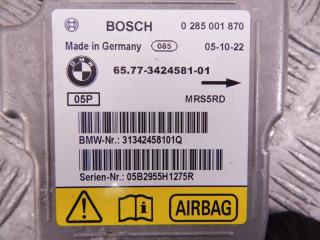 BOSCH 0 285 001 870
Made in Germany 085 05-10-22
BMW 65.77-3424581-01
05P MRS5RD
BMW-Nr.: 31342458101Q
Serien-Nr.: 05B2955H1275R
AIRBAG